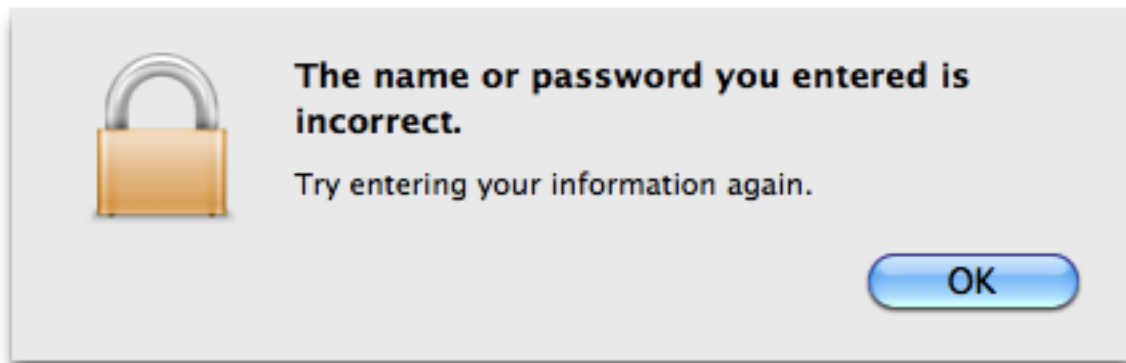 The name or password you entered is
incorrect.
Try entering your information again.
OK